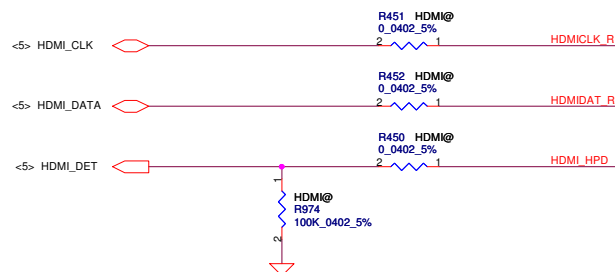 R451 HDMI@
0_0402_5%
<5> HDMI_CLK
2
1
HDMICLK_R
R452 HDMI@
0_0402_5%
<5> HDMI_DATA
2
1
HDMIDAT_R
R450 HDMI@
0_0402_5%
<5> HDMI_DET
2
1
HDMI_HPD
1
HDMI@
R974
100K_0402_5%
2